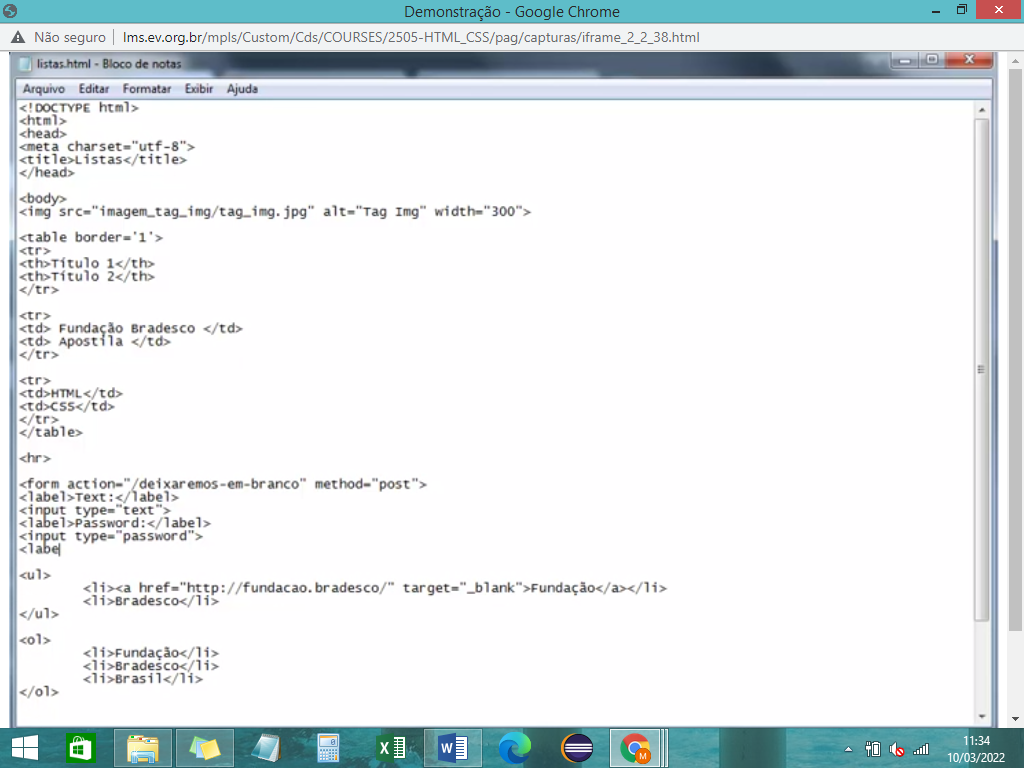 Demonstração - Google Chrome
Não seguro | lms.ev.org.br/mpls/Custom/Cds/COURSES/2505-HTML_CSS/pag/capturas/iframe_2_2_38.html
listas.html - Bloco de notas
Arquivo Editar Formatar Exibir Ajuda
<!DOCTYPE html>
<html>
<head>
<meta charset="utf-8">
<title>Listas</title>
</head>
<body>
<img src="imagem_tag_img/tag_img.jpg" alt="Tag Img" width="300">
<table border='1'>
<tr>
<th>Título 1</th>
<th>Título 2</th>
</tr>
<tr>
<td> Fundação Bradesco </td>
<td> Apostila </td>
</tr>
<tr>
<td>HTML</td>
<td>CSS</td>
</tr>
</table>
<hr>
<form action="/deixaremos-em-branco" method="post">
<label>Text:</label>
<input type="text">
<label>Password:</label>
<input type="password">
<labe
<ul>
<li><a href="http://fundacao.bradesco/" target="_blank">Fundação</a></li>
<li>Bradesco</li>
</ul>
<ol>
<li>Fundação</li>
<li>Bradesco</li>
<li>Brasil</li>
</ol>
11:34
10/03/2022